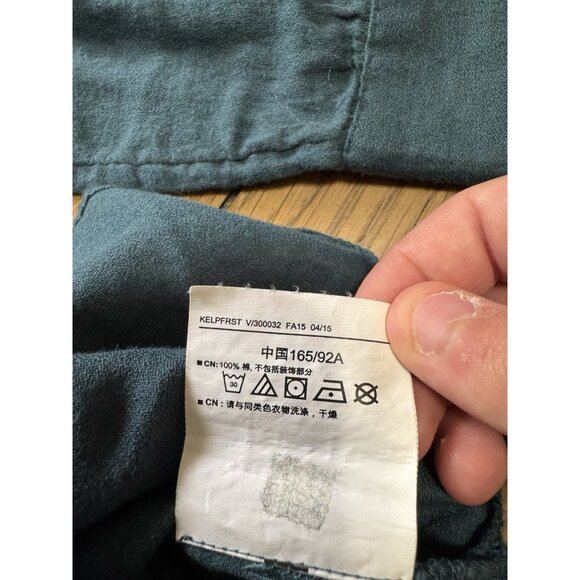 KELPFRST V/300032 FA15 04/15
中国165/92A
■ CN: 100% 棉, 不包括装饰部分
30
■ CN : 请与同类色衣物洗涤 , 干燥